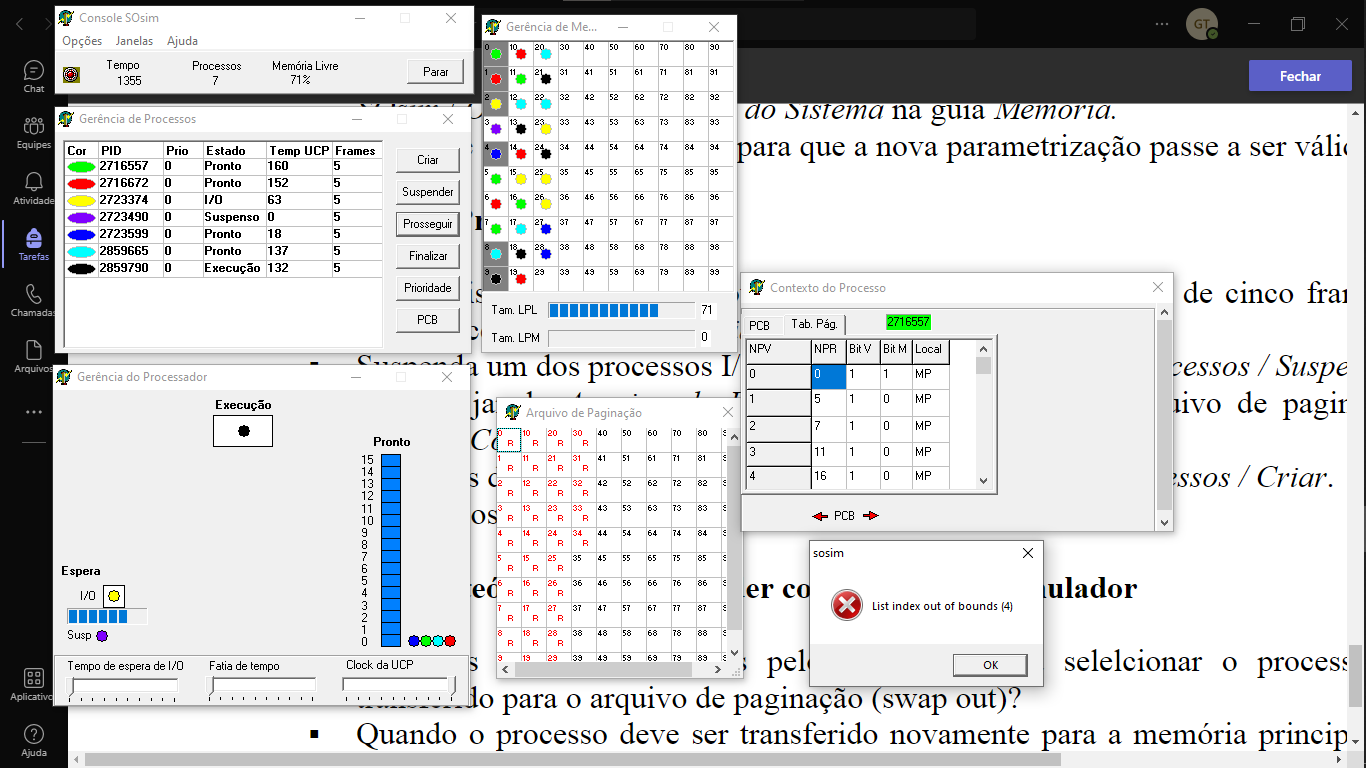 Console SOsim
Opções Janelas Ajuda
Tempo
1355
Processos
7
Memória Livre
71%
Parar
Gerência de Processos
Cor PID Prio Estado Temp UCP Frames
2716557 0 Pronto 160 5
2716672 0 Pronto 152 5
2723374 0 I/O 63 5
2723490 0 Suspenso 0 5
2723599 0 Pronto 18 5
2859665 0 Pronto 137 5
2859790 0 Execução 132 5
Criar
Suspender
Prosseguir
Finalizar
Prioridade
PCB
Gerência do Processador
Execução
Pronto
15
14
13
12
11
10
9
8
7
6
5
4
3
2
1
0
Espera
I/O
Susp
Tempo de espera de I/O
Fatia de tempo
Clock da UCP
Gerência de Me...
0 10 20 30 40 50 60 70 80 90
1 11 21 31 41 51 61 71 81 91
2 12 22 32 42 52 62 72 82 92
3 13 23 33 43 53 63 73 83 93
4 14 24 34 44 54 64 74 84 94
5 15 25 35 45 55 65 75 85 95
6 16 26 36 46 56 66 76 86 96
7 17 27 37 47 57 67 77 87 97
8 18 28 38 48 58 68 78 88 98
9 19 29 39 49 59 69 79 89 99
Tam. LPL 71
Tam. LPM 0
Arquivo de Paginação
0 R 10 R 20 R 30 R 40 50 60 70 80
1 R 11 R 21 R 31 R 41 51 61 71 81
2 R 12 R 22 R 32 R 42 52 62 72 82
3 R 13 R 23 R 33 R 43 53 63 73 83
4 R 14 R 24 R 34 R 44 54 64 74 84
5 R 15 R 25 R 35 45 55 65 75 85
6 R 16 R 26 R 36 46 56 66 76 86
7 R 17 R 27 R 37 47 57 67 77 87
8 R 18 R 28 R 38 48 58 68 78 88
9 19 29 39 49 59 69 79 89
Contexto do Processo
PCB Tab. Pág. 2716557
NPV NPR Bit V Bit M Local
0 0 1 1 MP
1 5 1 0 MP
2 7 1 0 MP
3 11 1 0 MP
4 16 1 0 MP
PCB
sosim
List index out of bounds (4)
OK
GT
Fechar
Chat
Equipes
Atividade
Tarefas
Chamadas
Arquivos
Aplicativo
Ajuda
do Sistema na guia Memória.
para que a nova parametrização passe a ser válid
de cinco fram
Suspenda um dos processos I/
cessos / Suspe
uivo de pagin
ssos / Criar.
mulador
selelcionar o process
transferido para o arquivo de paginação (swap out)?
▪ Quando o processo deve ser transferido novamente para a memória princip